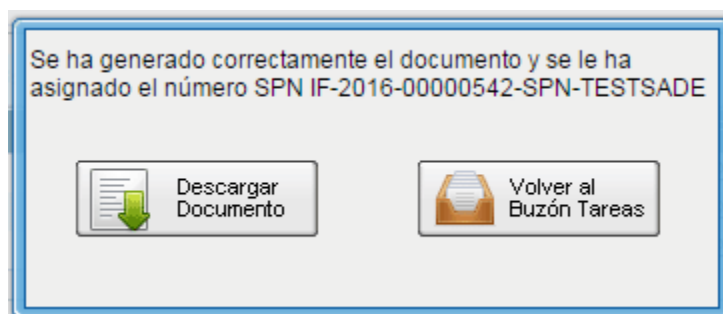 Se ha generado correctamente el documento y se le ha
asignado el número SPN IF-2016-00000542-SPN-TESTSADE
Descargar
Documento
Volver al
Buzón Tareas